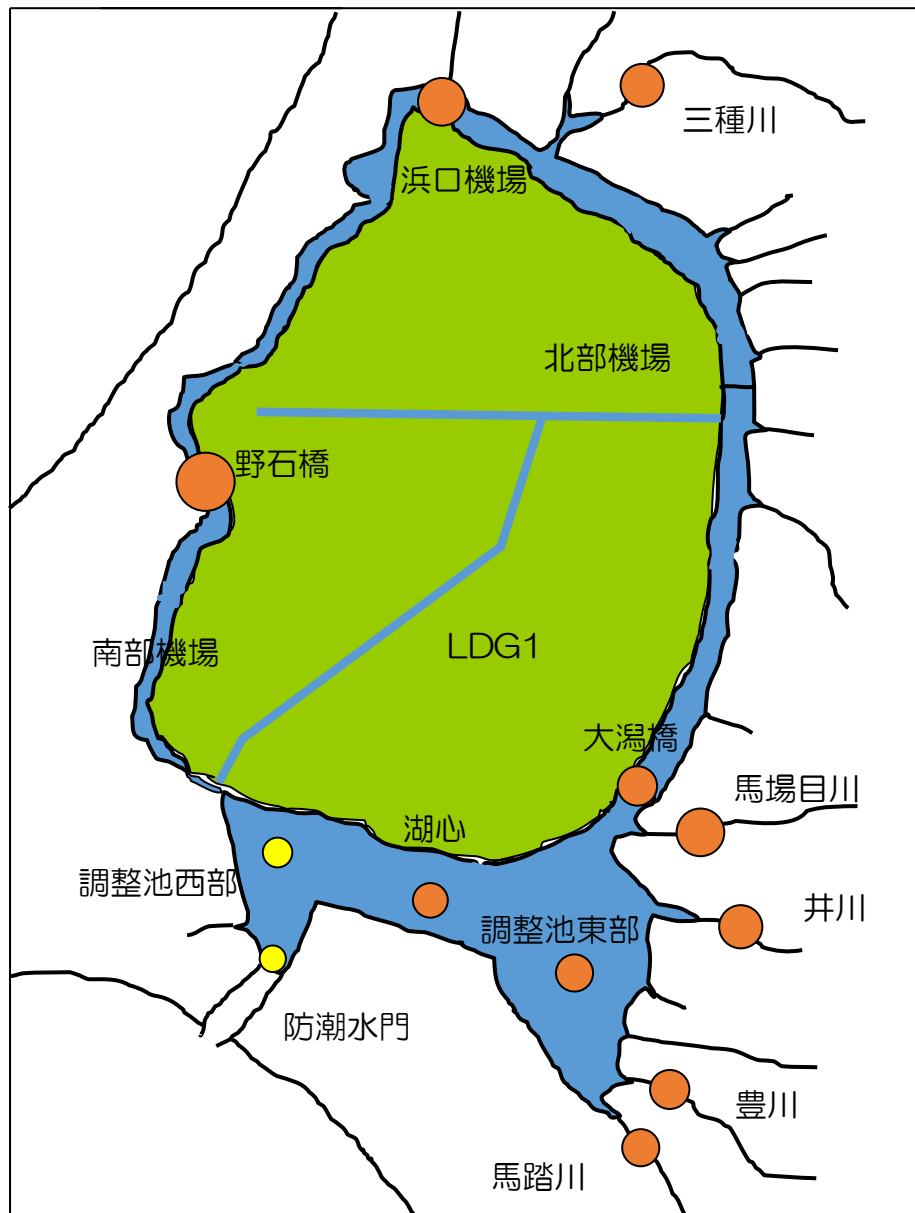 三種川
浜口機場
北部機場
野石橋
LDG1
南部機場
大潟橋
馬場目川
湖心
調整池西部
井川
調整池東部
防潮水門
豊川
馬踏川